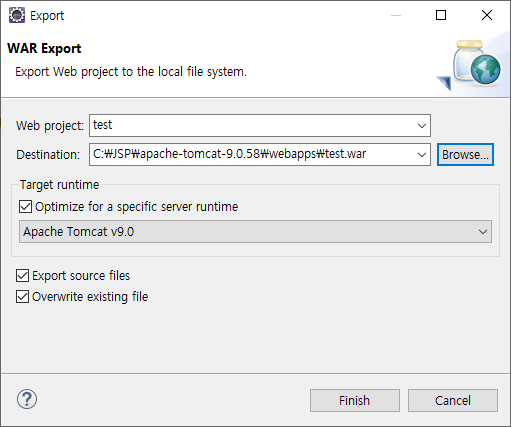 Export
WAR Export
Export Web project to the local file system.
Web project: test
Destination: C:₩JSP₩apache-tomcat-9.0.58₩webapps₩test.war Browse...
Target runtime
Optimize for a specific server runtime
Apache Tomcat v9.0
Export source files
Overwrite existing file
? Finish Cancel